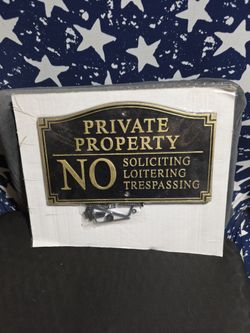 PRIVATE
PROPERTY
NO SOLICITING
LOITERING
TRESPASSING